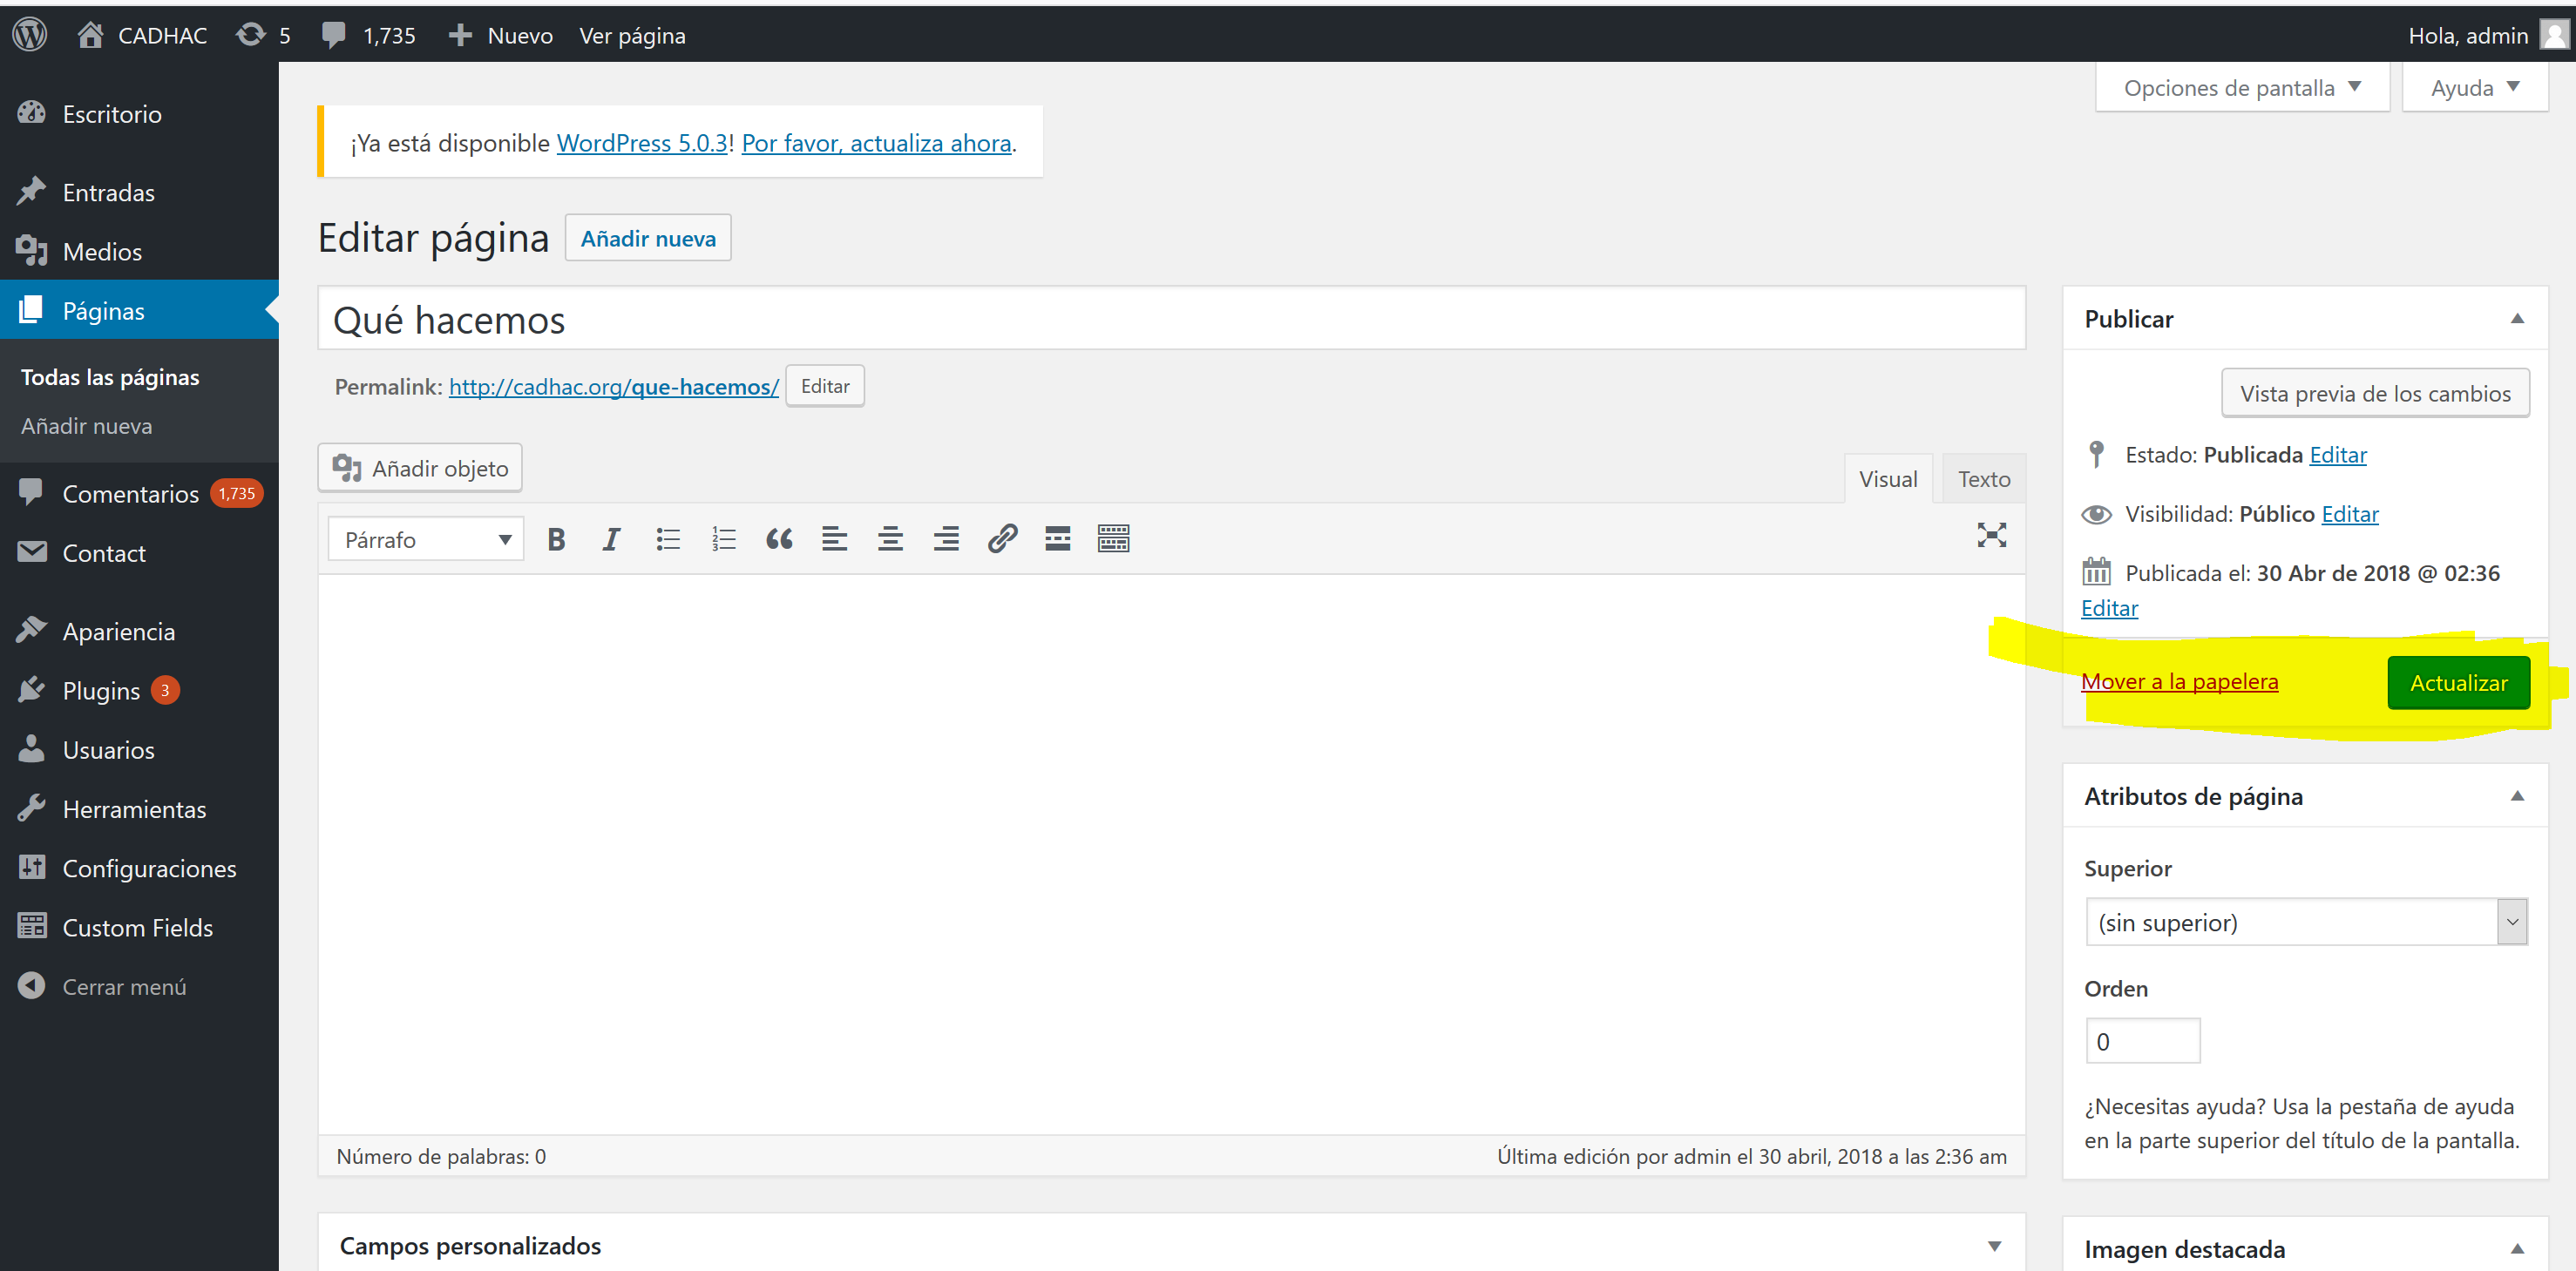 CADHAC 5 1,735 Nuevo Ver página Hola, admin
Opciones de pantalla Ayuda
Escritorio
Entradas
Medios
Páginas
Todas las páginas
Añadir nueva
Comentarios 1,735
Contact
Apariencia
Plugins 3
Usuarios
Herramientas
Configuraciones
Custom Fields
Cerrar menú
¡Ya está disponible WordPress 5.0.3! Por favor, actualiza ahora.
Editar página Añadir nueva
Qué hacemos
Permalink: http://cadhac.org/que-hacemos/ Editar
Añadir objeto
Visual Texto
Párrafo
Número de palabras: 0
Última edición por admin el 30 abril, 2018 a las 2:36 am
Campos personalizados
Publicar
Vista previa de los cambios
Estado: Publicada Editar
Visibilidad: Público Editar
Publicada el: 30 Abr de 2018 @ 02:36
Editar
Mover a la papelera Actualizar
Atributos de página
Superior
(sin superior)
Orden
0
¿Necesitas ayuda? Usa la pestaña de ayuda
en la parte superior del título de la pantalla.
Imagen destacada